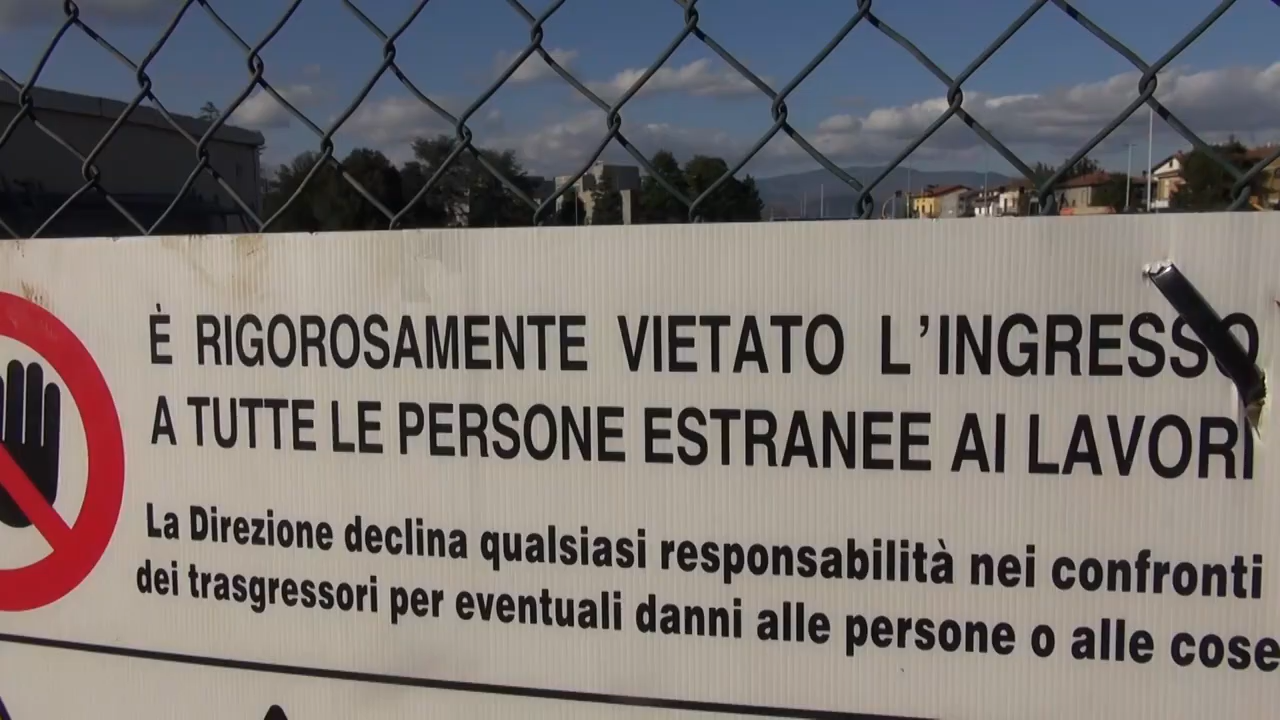 È RIGOROSAMENTE VIETATO L'INGRESSO
A TUTTE LE PERSONE ESTRANEE AI LAVORI
La Direzione declina qualsiasi responsabilità nei confronti
dei trasgressori per eventuali danni alle persone o alle cose